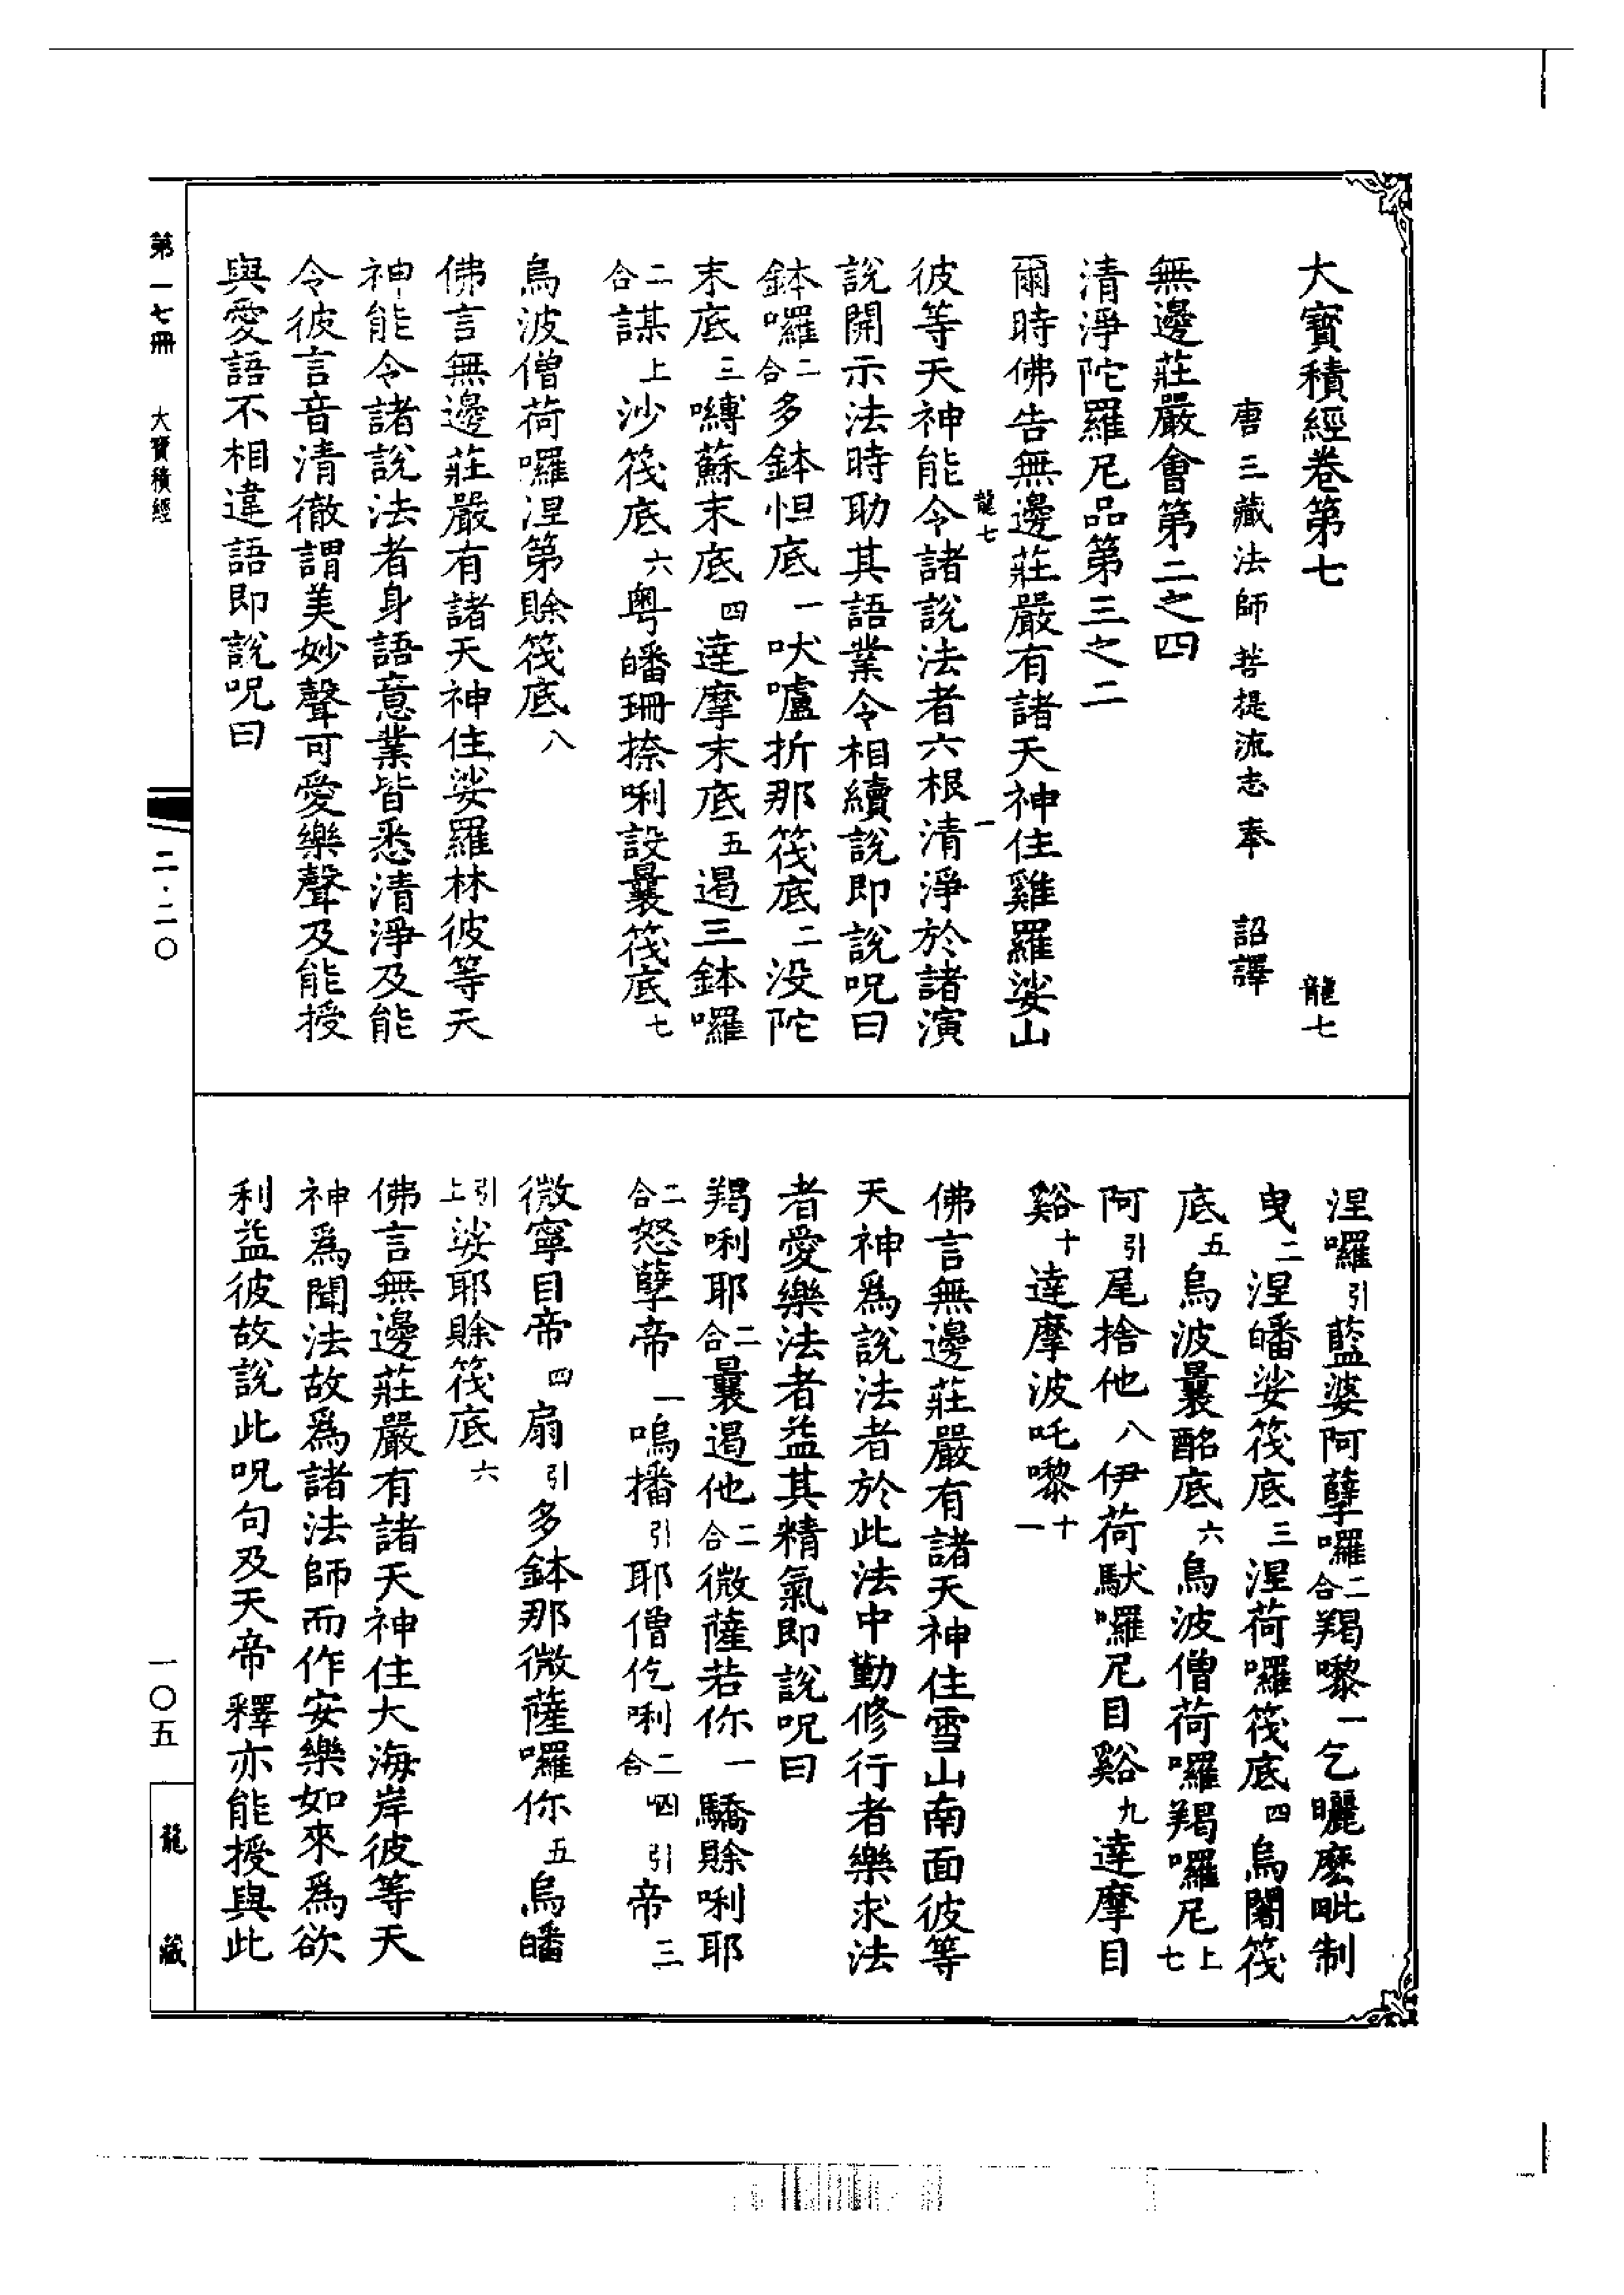 大寶積經卷第七　龍七
唐三藏法師菩提流志奉　詔譯
無邊莊嚴會第二之四
清淨陀羅尼品第三之二
爾時佛告無邊莊嚴有諸天神住雞羅娑山
龍七　一
彼等天神能令諸說法者六根清淨於諸演
說開示法時助其語業令相續說即說呪曰
鉢囉二合多鉢怛底一吠嚧折那筏底二没陀
末底三嚩蘇末底四達摩末底五遏三鉢囉
二合謀上沙筏底六粤皤珊捺唎設曩筏底七
烏波僧荷囉涅第賖筏底八
佛言無邊莊嚴有諸天神住娑羅林彼等天
神能令諸說法者身語意業皆悉清淨及能
令彼言音清徹謂美妙聲可愛樂聲及能授
與愛語不相違語即說呪曰
涅囉引藍婆阿孽囉二合羯嚟一乞曬麽毗制
曳二涅皤娑筏底三涅荷囉筏底四烏闍筏
底五烏波曩酩底六烏波僧荷囉羯囉尼上七
阿引尾捨他八伊荷馱囉尼目谿九達摩目
谿十達摩波吒嚟十一
佛言無邊莊嚴有諸天神住雪山南面彼等
天神爲說法者於此法中勤修行者樂求法
者愛樂法者益其精氣即說呪曰
羯唎耶二合曩遏他二合微薩若你一驕賖唎耶
二合怒孽帝一嗚播引耶僧仡唎二合呬引帝三
微寧目帝四扇引多鉢那微薩囉你五烏皤
引上娑耶賖筏底六
佛言無邊莊嚴有諸天神住大海岸彼等天
神爲聞法故爲諸法師而作安樂如來爲欲
利益彼故說此呪句及天帝釋亦能授與此
第一七冊　大寶積經　二·二〇　一〇五　龍藏